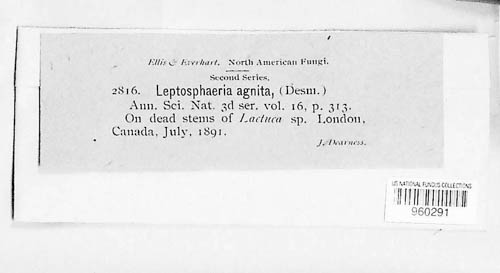 Ellis & Everhart. North American Fungi.
Second Series,
2816. Leptosphaeria agnita, (Desm.)
Ann. Sci. Nat. 3d ser. vol. 16, p. 313.
On dead stems of Lactuca sp. London,
Canada, July, 1891.
J. Dearness.
US NATIONAL FUNGUS COLLECTIONS
960291